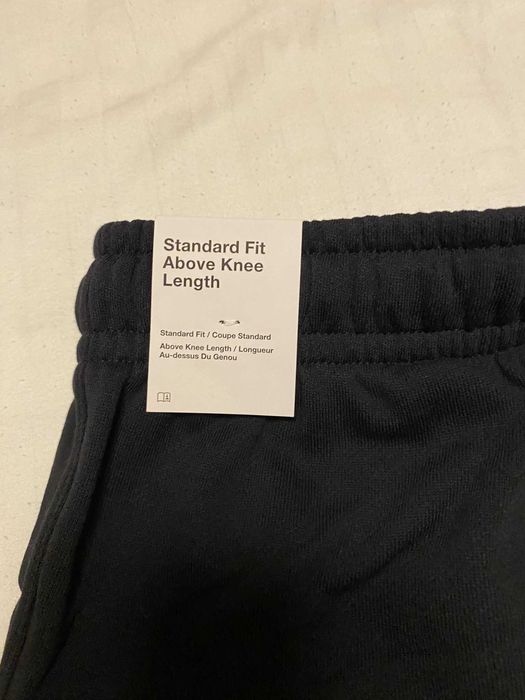 Standard Fit
Above Knee
Length
Standard Fit / Coupe Standard
Above Knee Length / Longueur
Au-dessus Du Genou